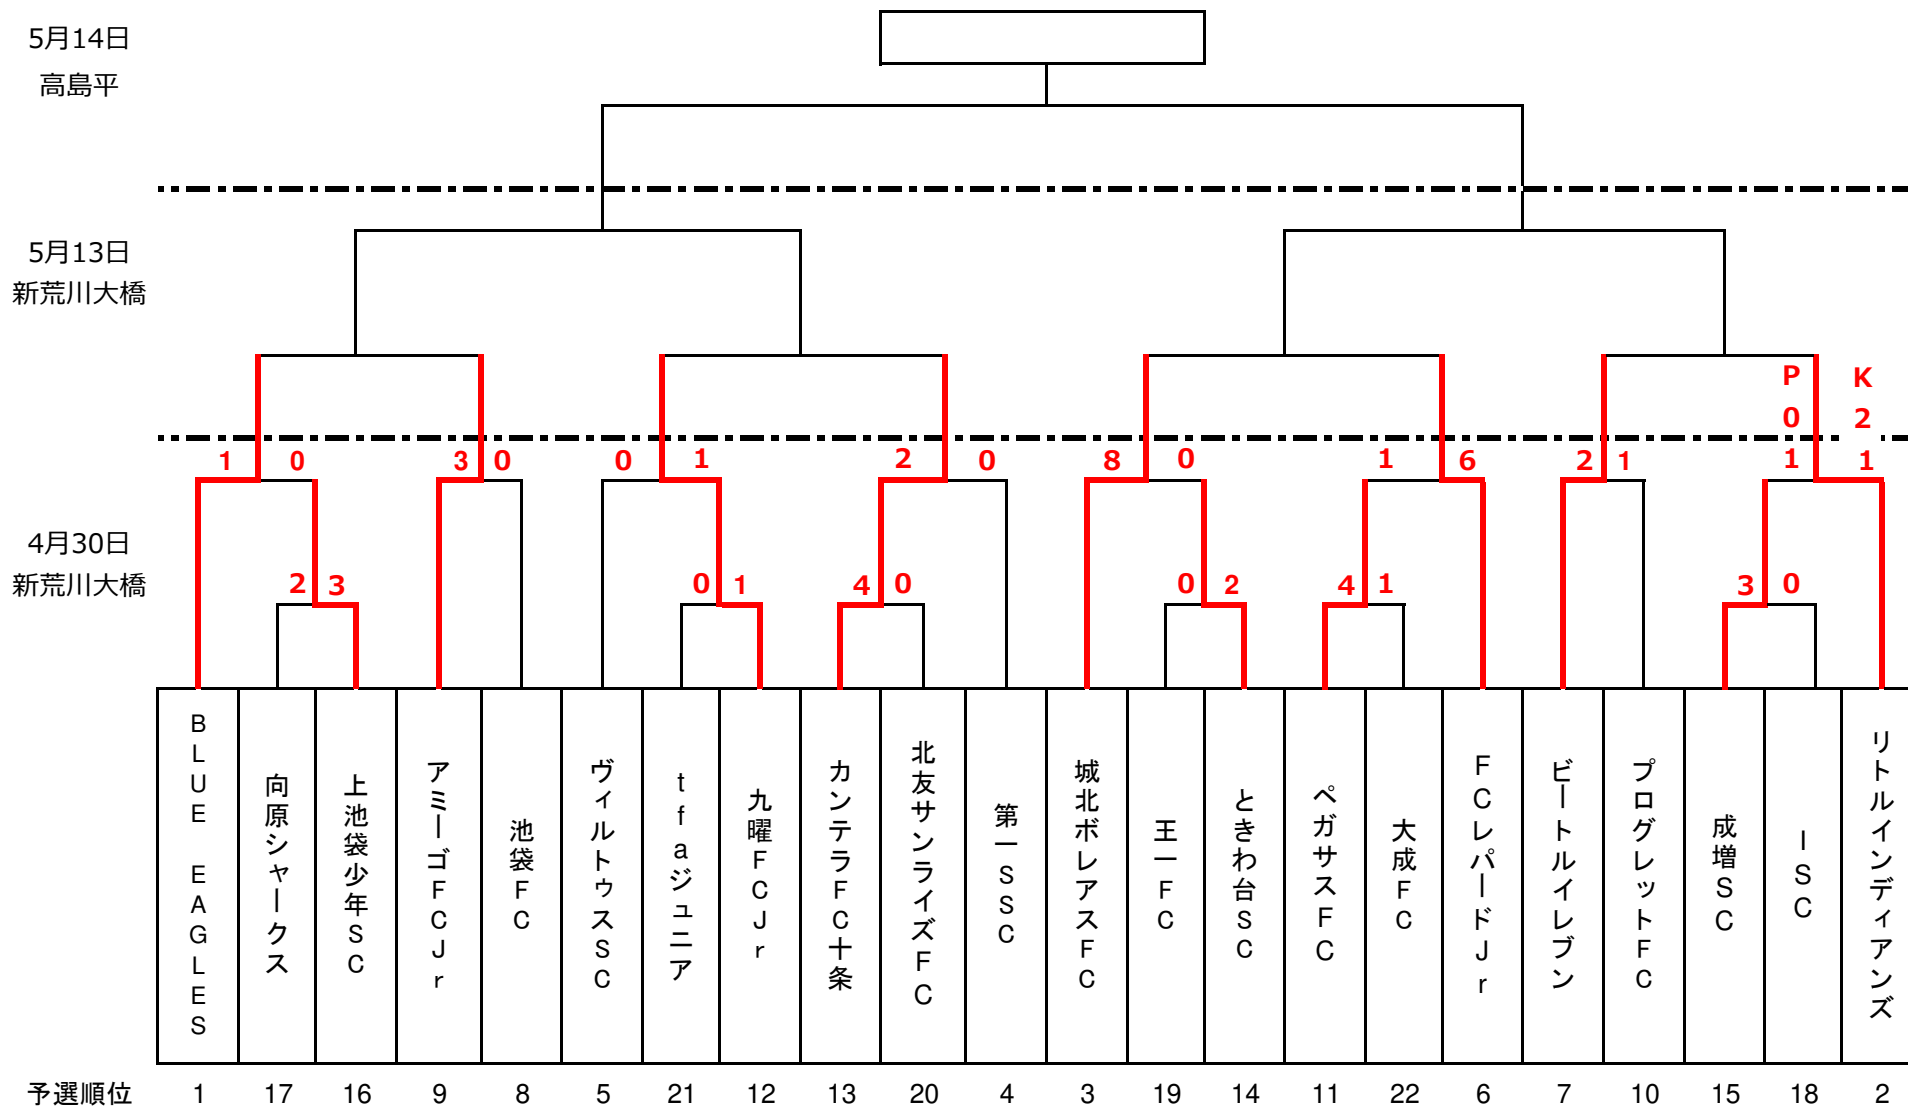 5月14日
高島平
5月13日
新荒川大橋
P K
0 2
1 0 3 0 0 1 2 0 8 0 1 6 2 1 1 1
4月30日
新荒川大橋
2 3 0 1 4 0 0 2 4 1 3 0
BLUE EAGLES
向原シャークス
上池袋少年SC
アミーゴFCJr
池袋FC
ヴィルトゥスSC
tfaジュニア
九曜FCJr
カンテラFC十条
北友サンライズFC
第一SSC
城北ボレアスFC
王一FC
ときわ台SC
ペガサスFC
大成FC
FCレパードJr
ビートルイレブン
プログレットFC
成増SC
ISC
リトルインディアンズ
予選順位 1 17 16 9 8 5 21 12 13 20 4 3 19 14 11 22 6 7 10 15 18 2